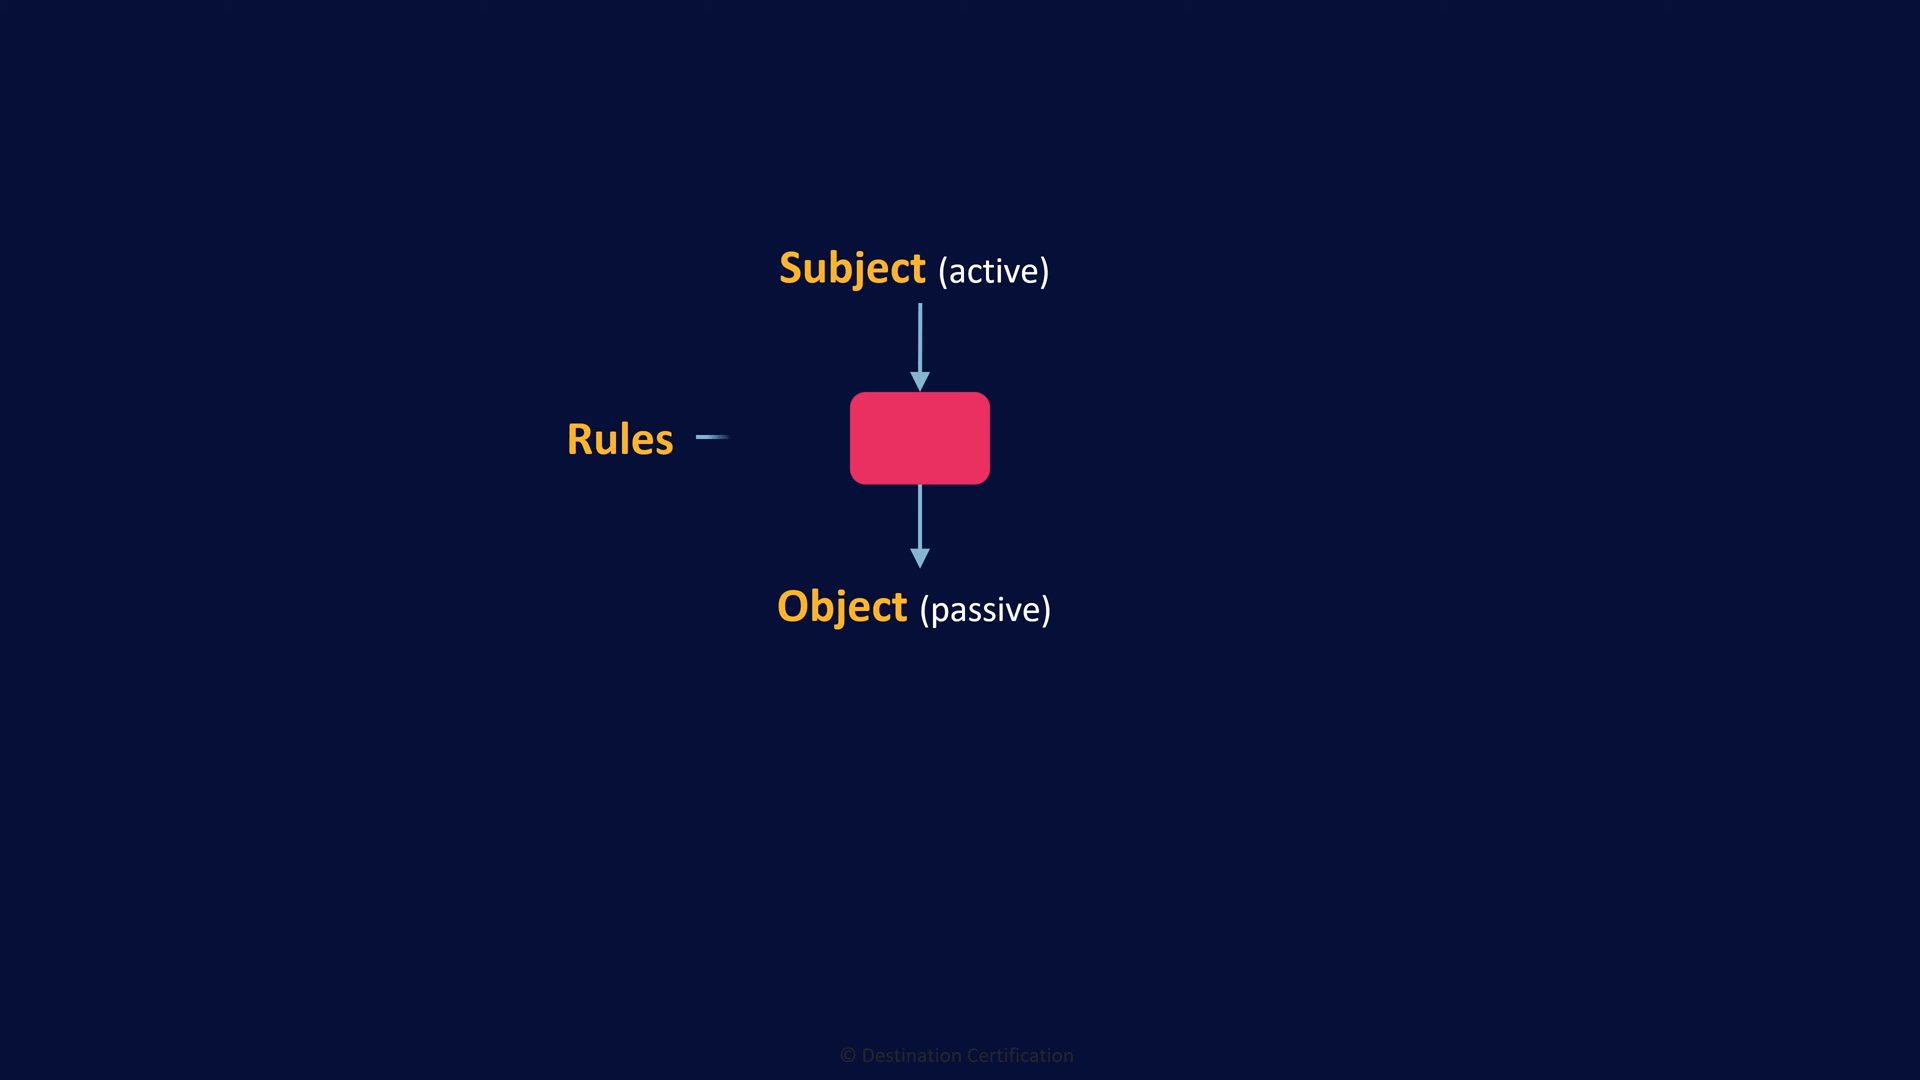 Subject (active)
Rules
Object (passive)
© Destination Certification